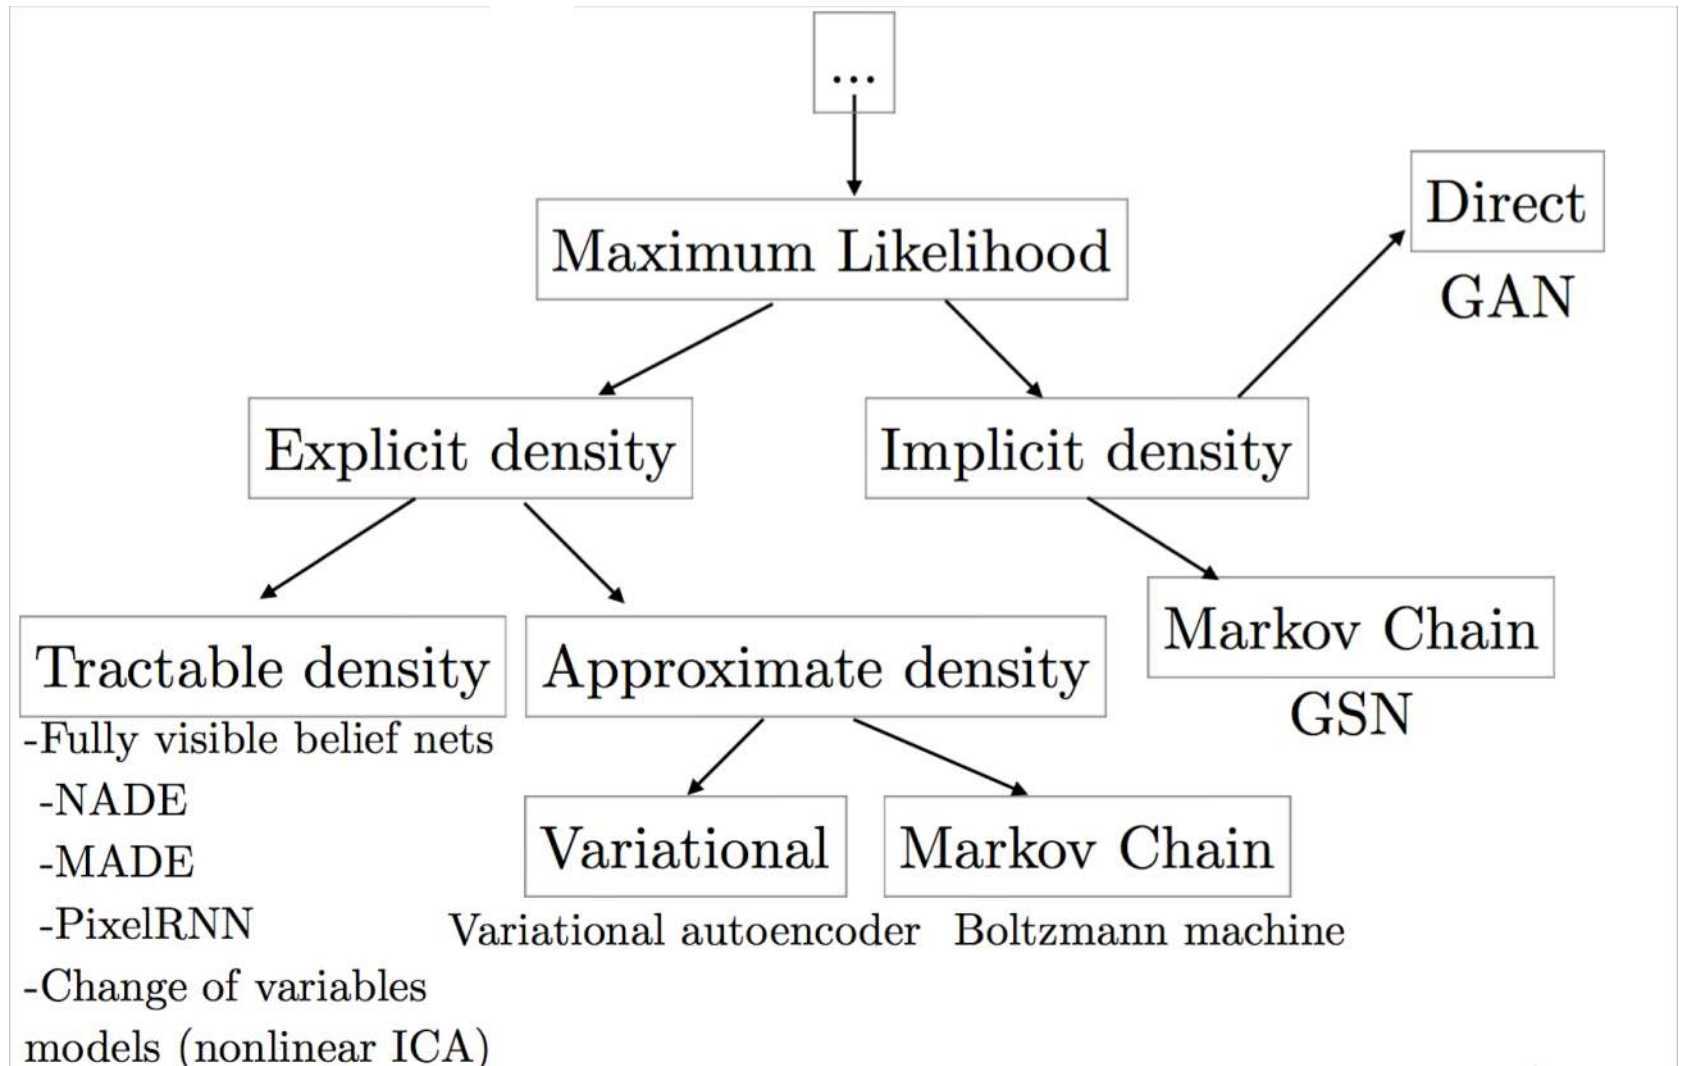 ...
Maximum Likelihood
Direct
GAN
Explicit density
Implicit density
Tractable density
-Fully visible belief nets
-NADE
-MADE
-PixelRNN
-Change of variables
models (nonlinear ICA)
Approximate density
Markov Chain
GSN
Variational
Variational autoencoder
Markov Chain
Boltzmann machine